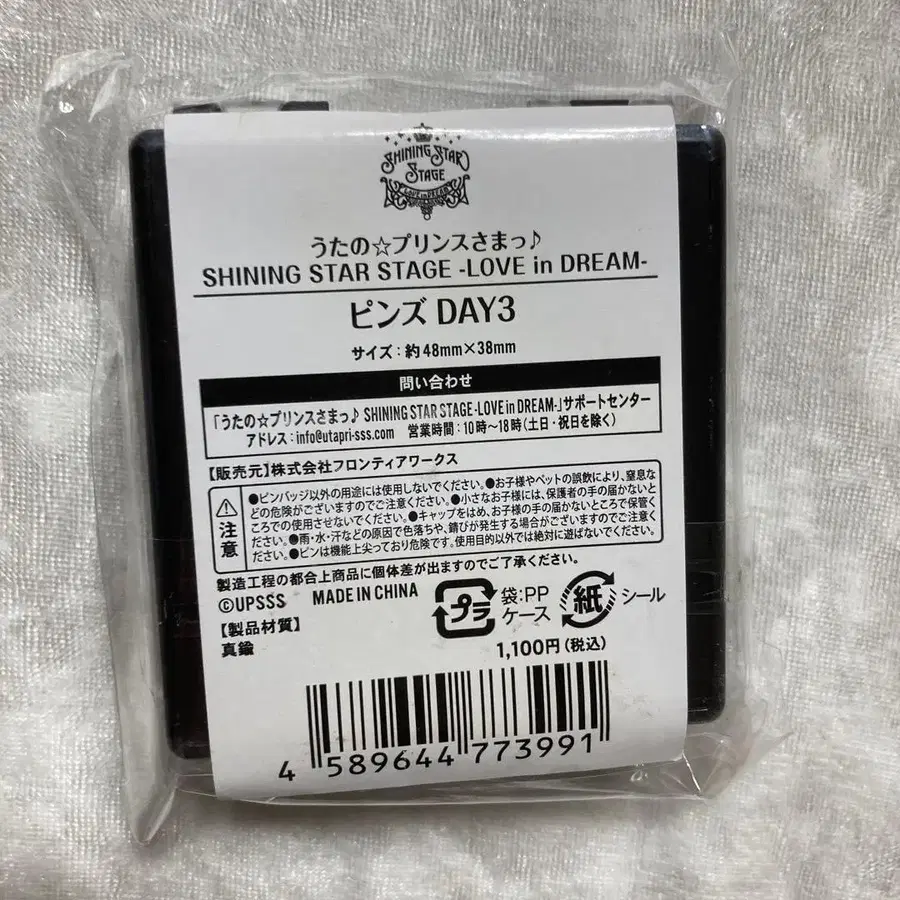 SHINING STAR
STAGE
LOVE in DREAM
うたの☆プリンスさまっ♪
SHINING STAR STAGE -LOVE in DREAM-
ピンズ DAY3
サイズ：約48mm×38mm
問い合わせ
「うたの☆プリンスさまっ♪ SHINING STAR STAGE -LOVE in DREAM-」サポートセンター
アドレス：info@utapri-sss.com 営業時間：10時〜18時（土日・祝日を除く）
【販売元】株式会社フロンティアワークス
注意
●ピンバッジ以外の用途には使用しないでください。●お子様やペットの誤飲により、窒息な
どの危険がございますのでご注意ください。●小さなお子様には、保護者の手の届かないと
ころでの使用させないでください。●キャップをはめ、お子様の手の届かないところで保管く
ださい。●雨・水・汗などの原因で色落ちや、錆びが発生する場合がございますのでご注意く
ださい。●ピンは機能上尖っており危険です。使用目的以外では絶対に遊ばないでください。
製造工程の都合上商品に個体差が出ますのでご了承ください。
©UPSSS MADE IN CHINA
プラ 袋：PP
ケース
紙 シール
【製品材質】
真鍮
1,100円（税込）
4 589644 773991